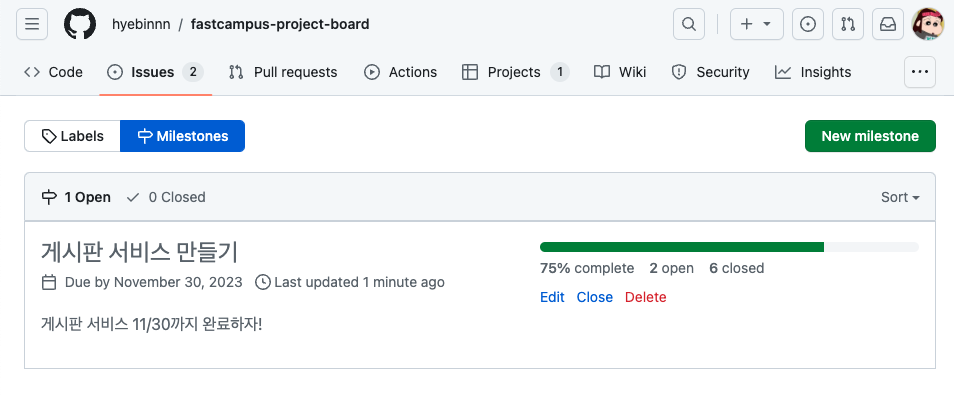 hyebinnn / fastcampus-project-board
Code Issues 2 Pull requests Actions Projects 1 Wiki Security Insights
Labels Milestones New milestone
1 Open 0 Closed Sort
게시판 서비스 만들기
75% complete 2 open 6 closed
Due by November 30, 2023 Last updated 1 minute ago
Edit Close Delete
게시판 서비스 11/30까지 완료하자!